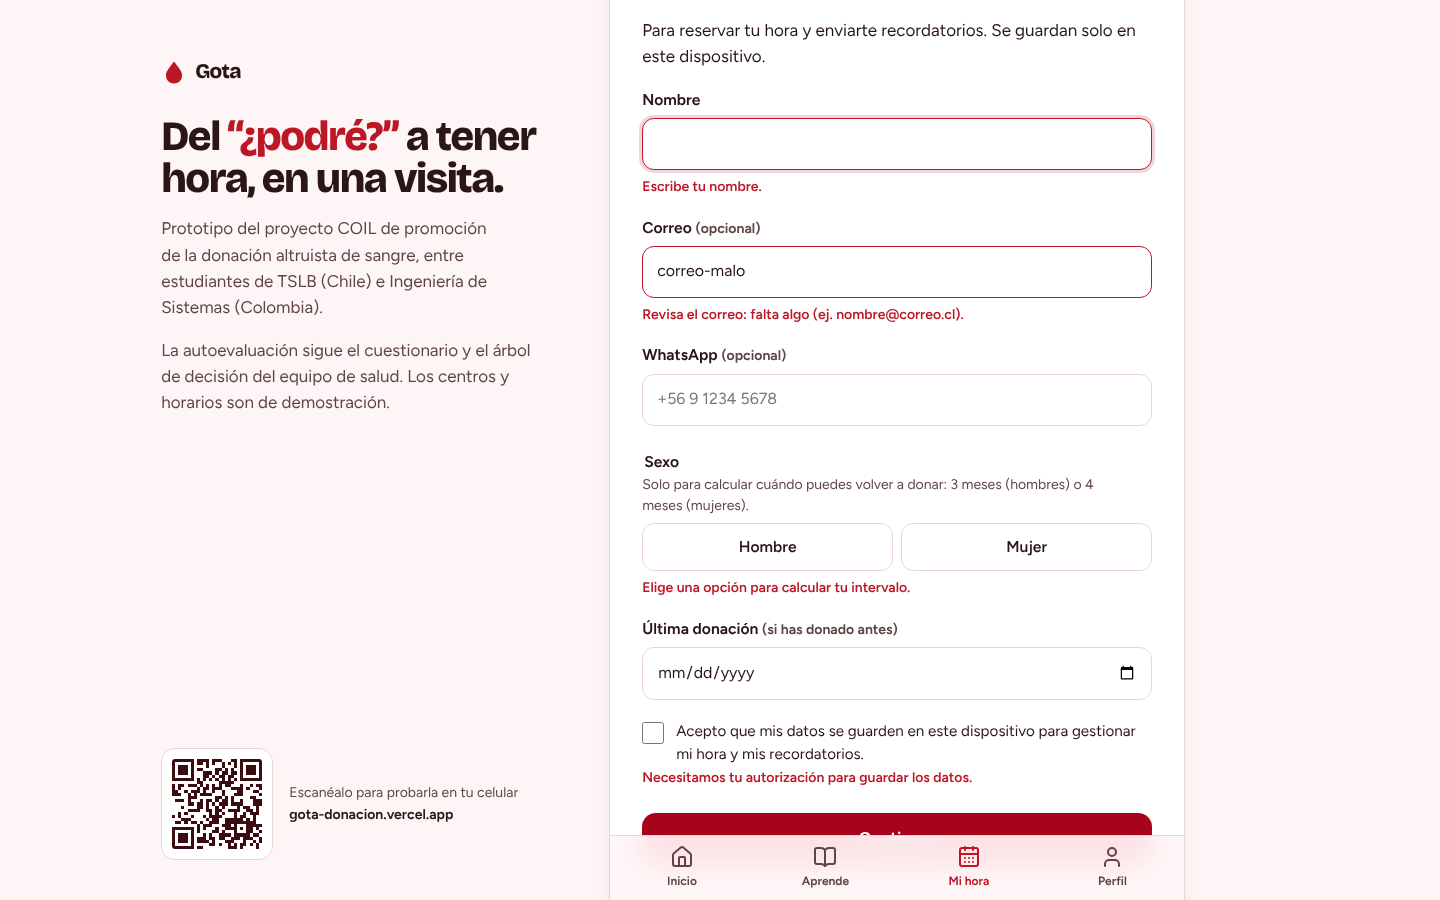 Gota
Del “¿podré?” a tener
hora, en una visita.
Prototipo del proyecto COIL de promoción
de la donación altruista de sangre, entre
estudiantes de TSLB (Chile) e Ingeniería de
Sistemas (Colombia).
La autoevaluación sigue el cuestionario y el árbol
de decisión del equipo de salud. Los centros y
horarios son de demostración.
Escanéalo para probarla en tu celular
gota-donacion.vercel.app
Para reservar tu hora y enviarte recordatorios. Se guardan solo en
este dispositivo.
Nombre
Escribe tu nombre.
Correo (opcional)
correo-malo
Revisa el correo: falta algo (ej. nombre@correo.cl).
WhatsApp (opcional)
+56 9 1234 5678
Sexo
Solo para calcular cuándo puedes volver a donar: 3 meses (hombres) o 4
meses (mujeres).
Hombre
Mujer
Elige una opción para calcular tu intervalo.
Última donación (si has donado antes)
mm/dd/yyyy
Acepto que mis datos se guarden en este dispositivo para gestionar
mi hora y mis recordatorios.
Necesitamos tu autorización para guardar los datos.
Inicio
Aprende
Mi hora
Perfil